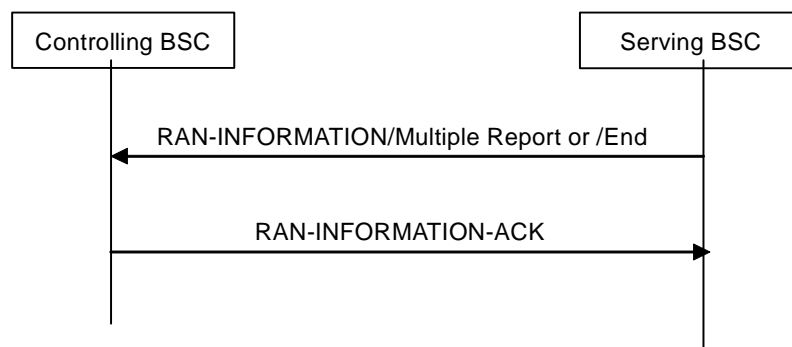 Controlling BSC
Serving BSC
RAN-INFORMATION/Multiple Report or /End
RAN-INFORMATION-ACK